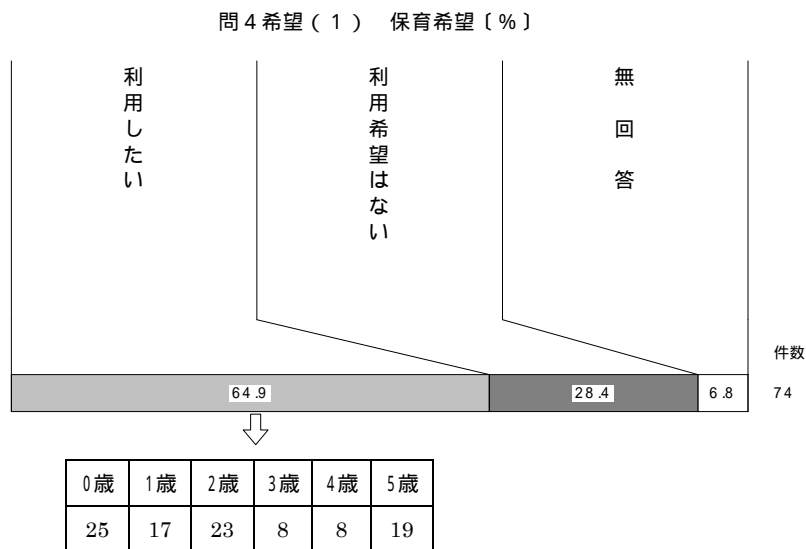 問４希望（１）　保育希望〔％〕
利用したい
利用希望はない
無回答
件数
64.9
28.4
6.8
74
0歳 1歳 2歳 3歳 4歳 5歳
25 17 23 8 8 19